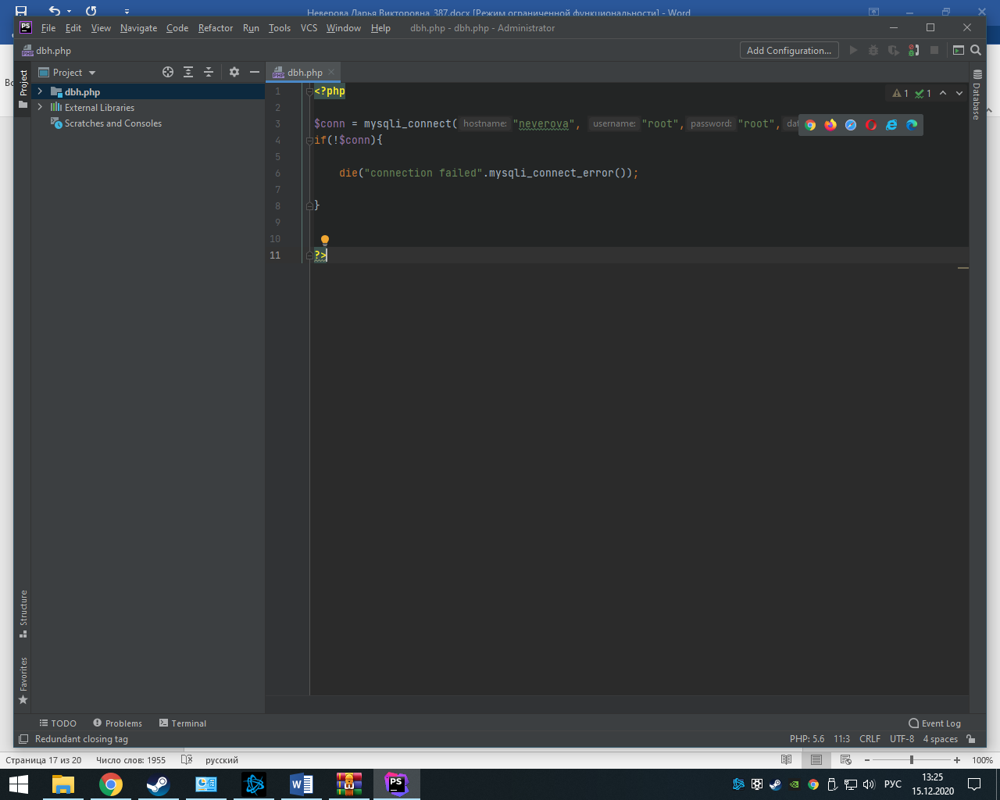 Неверова Дарья Викторовна_387.docx [Режим ограниченной функциональности] - Word
PS File Edit View Navigate Code Refactor Run Tools VCS Window Help dbh.php - dbh.php - Administrator
dbh.php Add Configuration...
Project
Project
dbh.php
1 <?php
1 1
dbh.php
2
External Libraries
3 $conn = mysqli_connect( hostname: "neverova", username: "root", password: "root", dat
Scratches and Consoles
4 if(!$conn){
5
6 die("connection failed".mysqli_connect_error());
7
8 }
9
10
11 ?>
Database
Structure
Favorites
TODO Problems Terminal Event Log
Redundant closing tag PHP: 5.6 11:3 CRLF UTF-8 4 spaces
Страница 17 из 20 Число слов: 1955 русский 100%
W PS РУС 13:25
15.12.2020